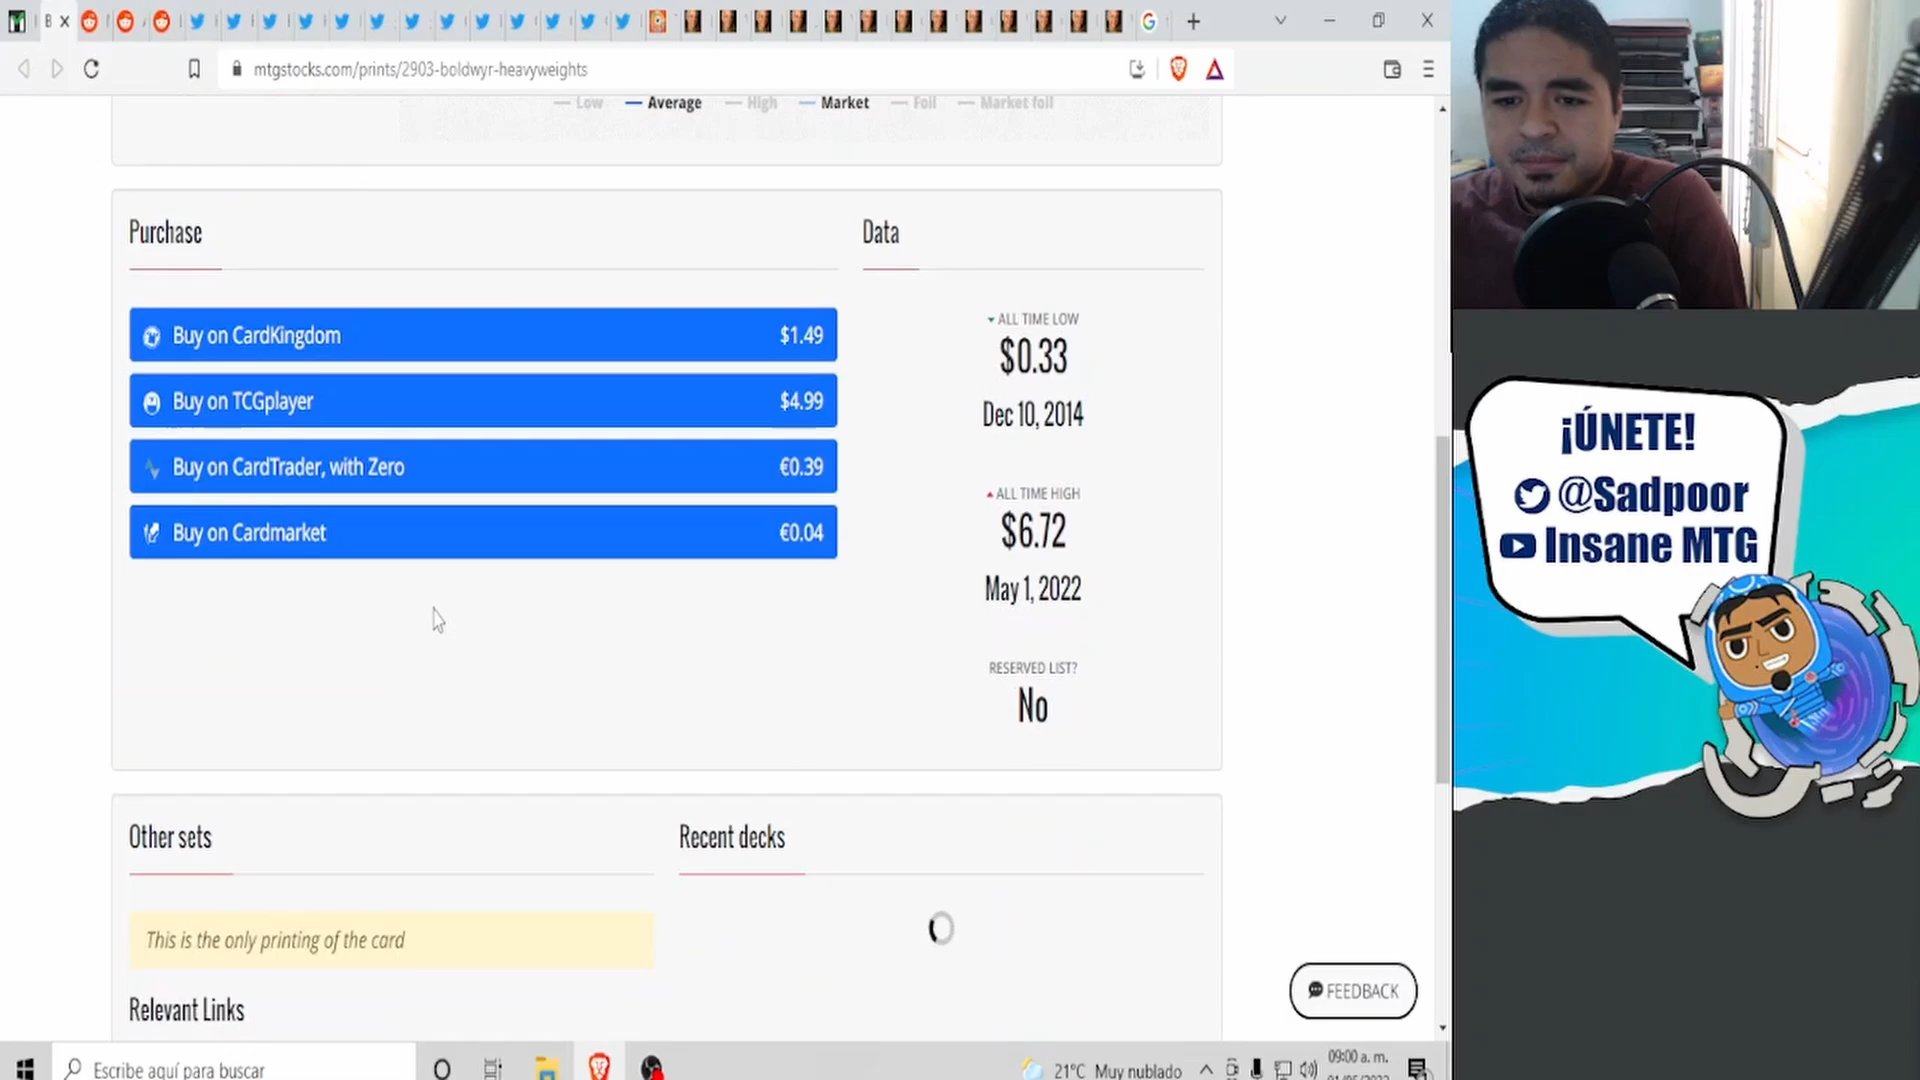 mtgstocks.com/prints/2903-boldwyr-heavyweights
Low Average High Market Foil Market foil
Purchase
Buy on CardKingdom $1.49
Buy on TCGplayer $4.99
Buy on CardTrader, with Zero €0.39
Buy on Cardmarket €0.04
Data
ALL TIME LOW
$0.33
Dec 10, 2014
ALL TIME HIGH
$6.72
May 1, 2022
RESERVED LIST?
No
Other sets
This is the only printing of the card
Relevant Links
Recent decks
FEEDBACK
¡ÚNETE!
@Sadpoor
Insane MTG
Escribe aquí para buscar
21°C Muy nublado
09:00 a. m.